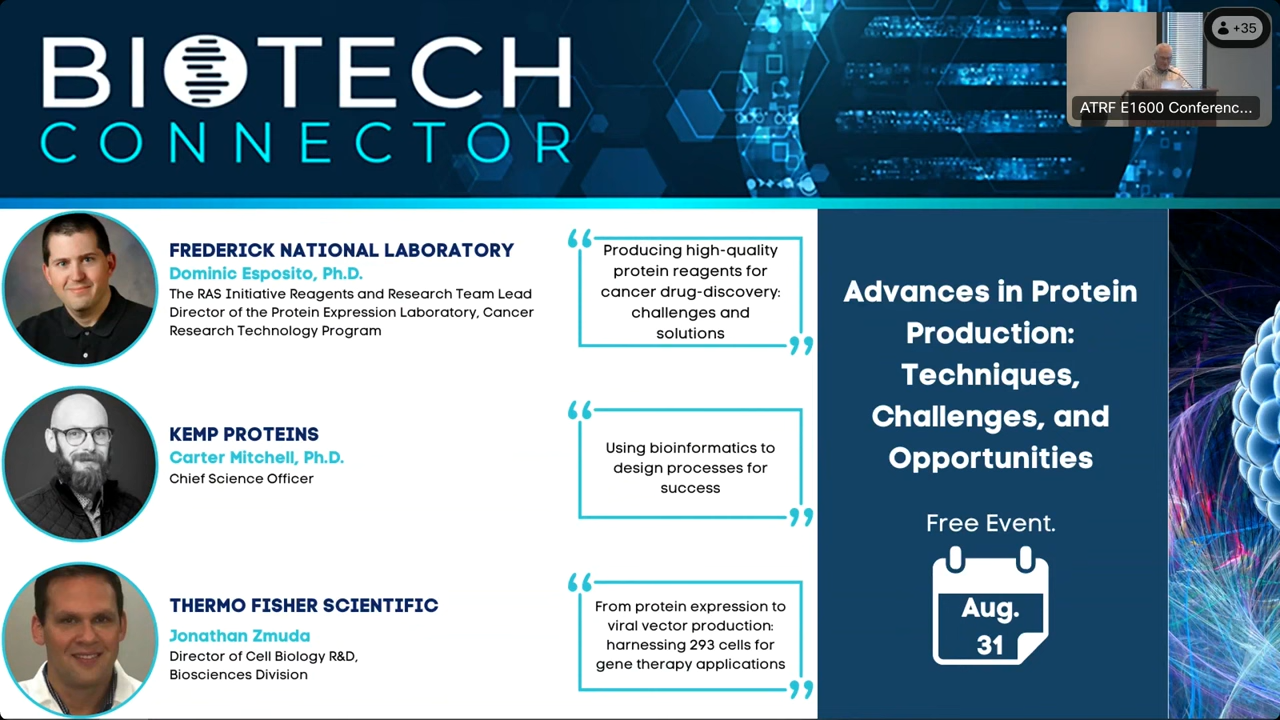 BIOTECH
CONNECTOR
+35
ATRF E1600 Conferenc...
FREDERICK NATIONAL LABORATORY
Dominic Esposito, Ph.D.
The RAS Initiative Reagents and Research Team Lead
Director of the Protein Expression Laboratory, Cancer
Research Technology Program
“
Producing high-quality
protein reagents for
cancer drug-discovery:
challenges and
solutions
”
KEMP PROTEINS
Carter Mitchell, Ph.D.
Chief Science Officer
“
Using bioinformatics to
design processes for
success
”
THERMO FISHER SCIENTIFIC
Jonathan Zmuda
Director of Cell Biology R&D,
Biosciences Division
“
From protein expression to
viral vector production:
harnessing 293 cells for
gene therapy applications
”
Advances in Protein
Production:
Techniques,
Challenges, and
Opportunities
Free Event.
Aug.
31